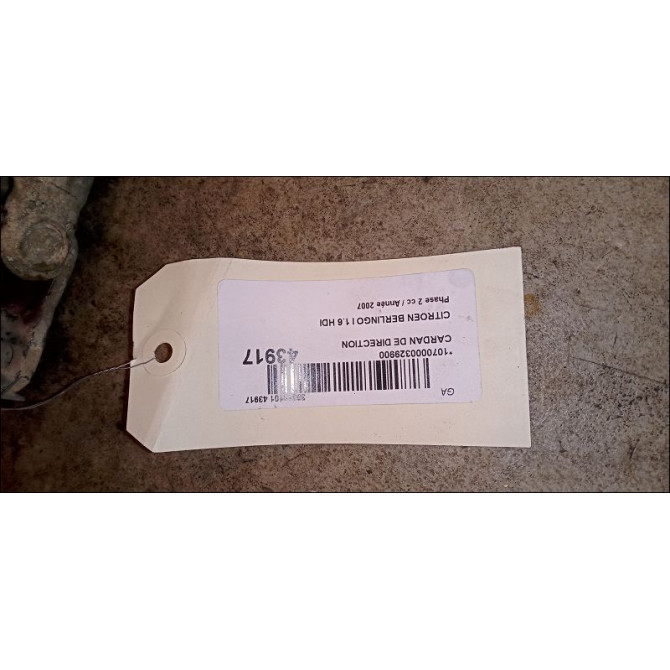 GA
43917
*1070000329900
43917
CARDAN DE DIRECTION
CITROEN BERLINGO I 1.6 HDI
Phase 2 cc / Année 2007